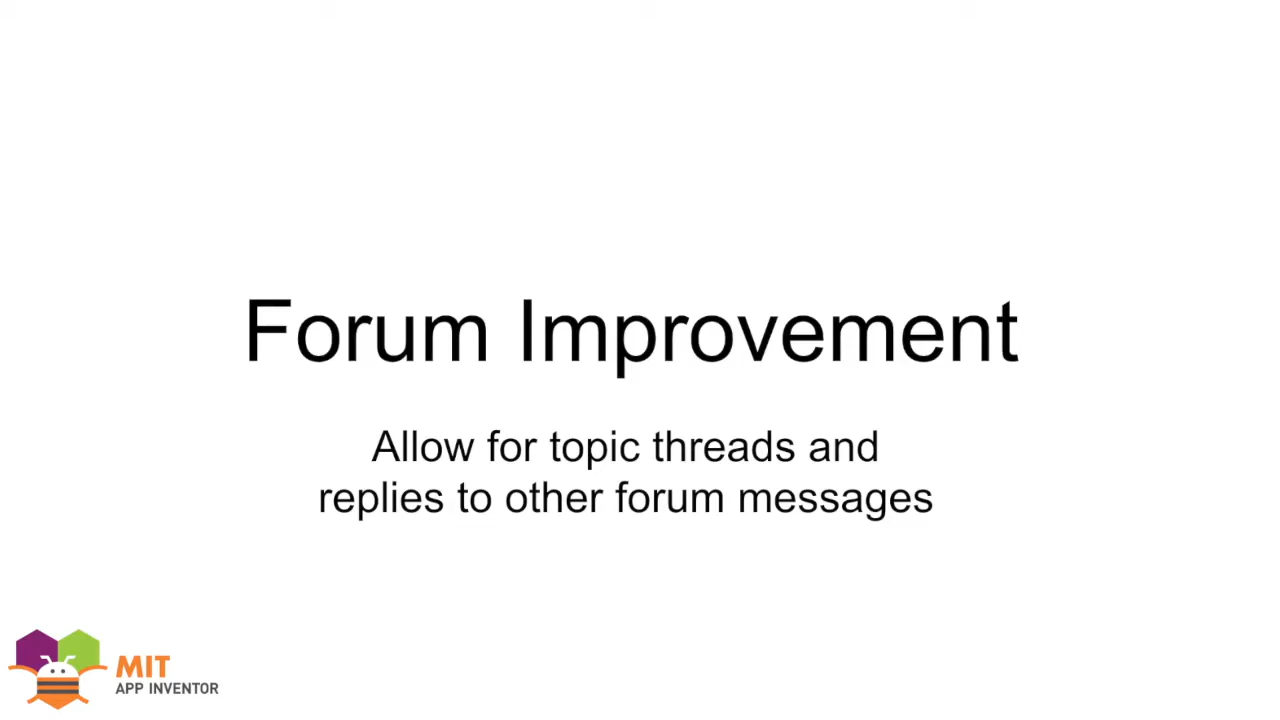 Forum Improvement
Allow for topic threads and
replies to other forum messages
MIT
APP INVENTOR